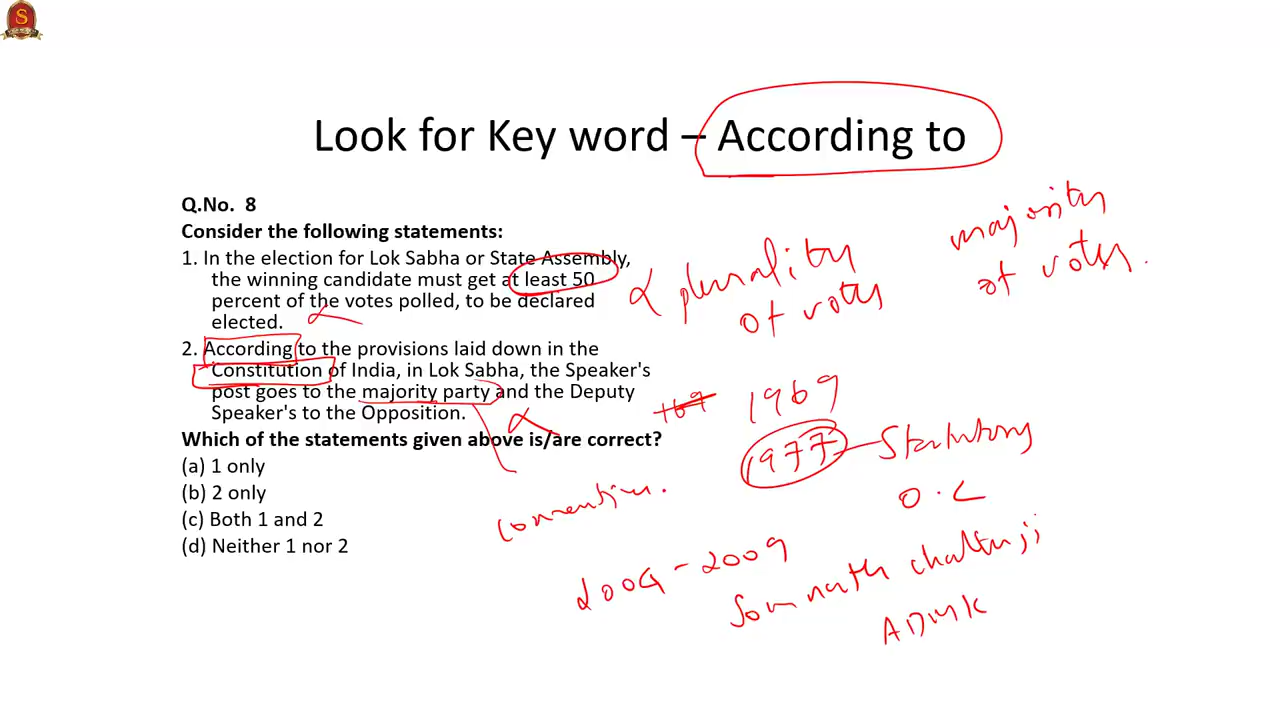 S
Look for Key word – According to
Q.No. 8
Consider the following statements:
1. In the election for Lok Sabha or State Assembly,
the winning candidate must get at least 50
percent of the votes polled, to be declared
elected.
2. According to the provisions laid down in the
Constitution of India, in Lok Sabha, the Speaker's
post goes to the majority party and the Deputy
Speaker's to the Opposition.
Which of the statements given above is/are correct?
(a) 1 only
(b) 2 only
(c) Both 1 and 2
(d) Neither 1 nor 2
plurality
of votes
majority
of votes.
169 1969
1977 – Statutory
O.L
convention.
2004 – 2009
Somnath chatterji
ADMK